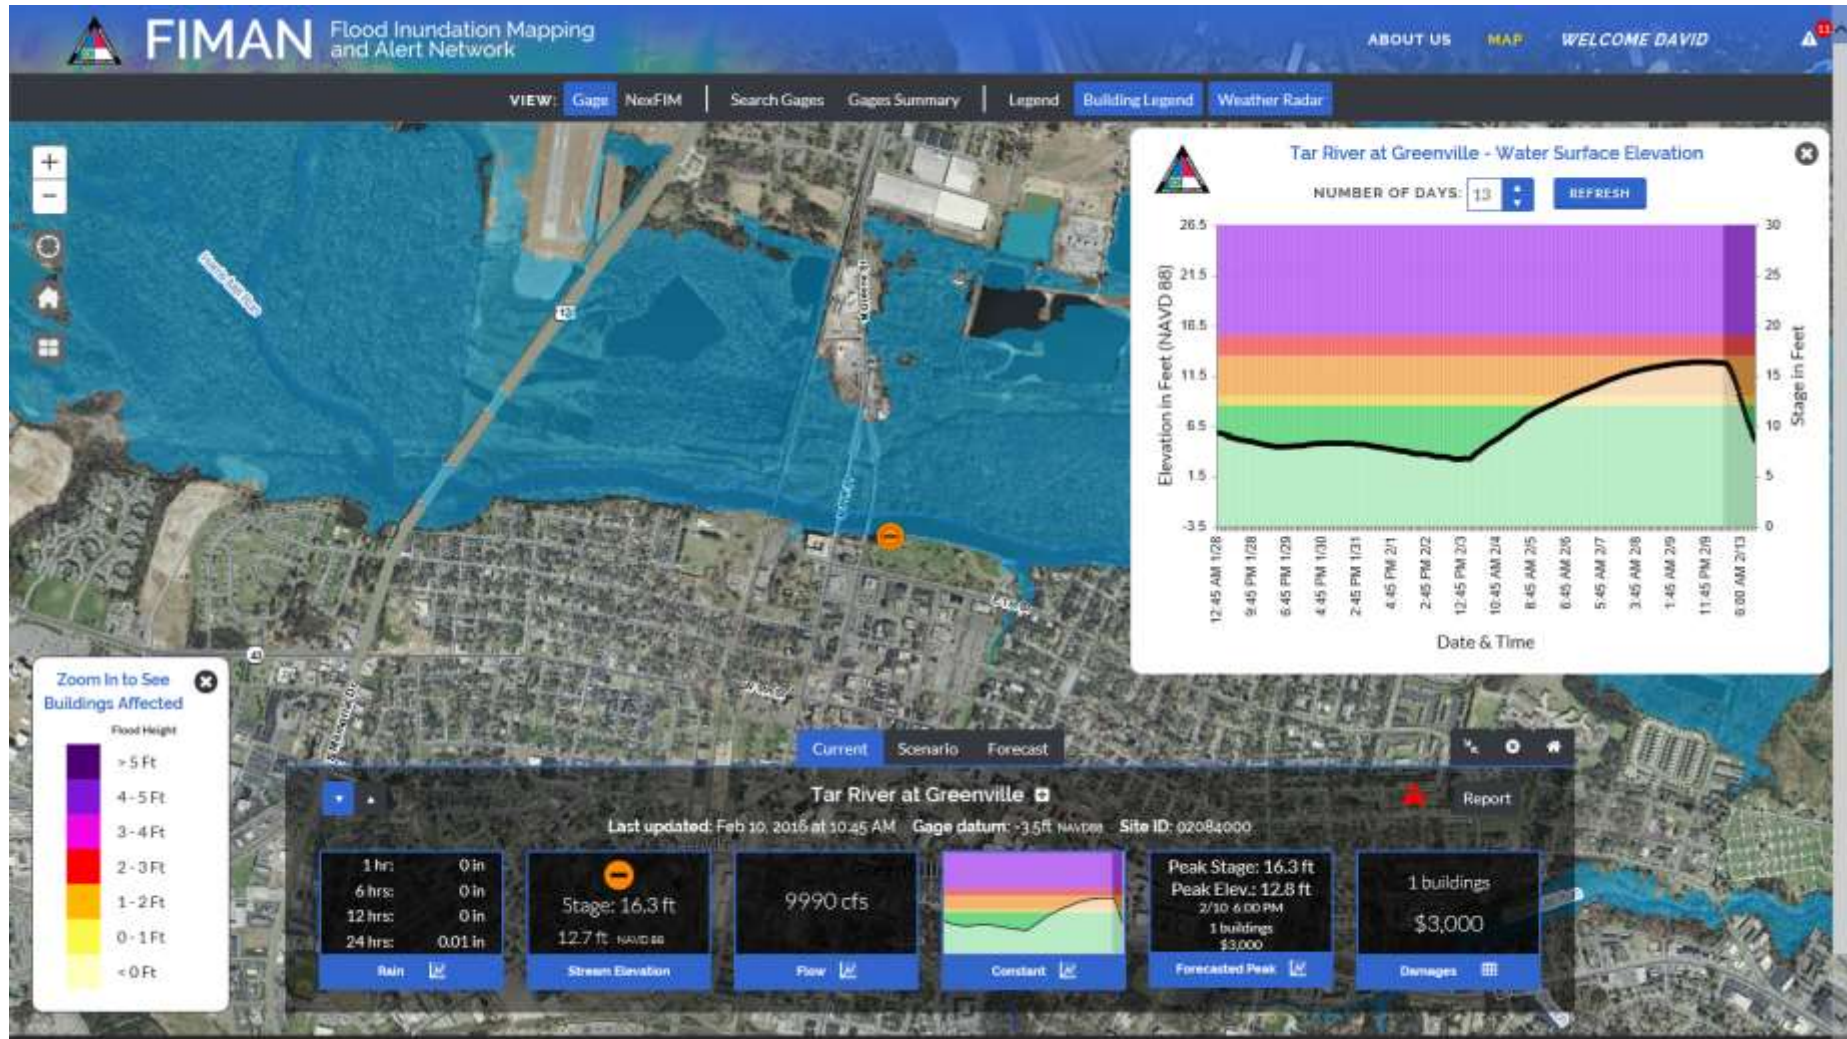 FIMAN
Flood Inundation Mapping
and Alert Network
ABOUT US MAP WELCOME DAVID
11
VIEW: Gage NexFIM | Search Gages Gages Summary | Legend Building Legend Weather Radar
+
−
Tar River at Greenville - Water Surface Elevation
NUMBER OF DAYS: 13 REFRESH
Elevation in Feet (NAVD 88)
26.5
21.5
16.5
11.5
6.5
1.5
-3.5
30
25
20
15
10
5
0
Stage in Feet
12:45 AM 1/28
9:45 PM 1/28
6:45 PM 1/29
4:45 PM 1/30
2:45 PM 1/31
4:45 PM 2/1
2:45 PM 2/2
12:45 PM 2/3
10:45 AM 2/4
8:45 AM 2/5
6:45 AM 2/6
5:45 AM 2/7
3:45 AM 2/8
1:45 AM 2/9
11:45 PM 2/9
6:00 AM 2/13
Date & Time
43
Zoom In to See
Buildings Affected
Flood Height
> 5 Ft
4 - 5 Ft
3 - 4 Ft
2 - 3 Ft
1 - 2 Ft
0 - 1 Ft
< 0 Ft
Current Scenario Forecast
Tar River at Greenville
Report
Last updated: Feb 10, 2016 at 10:45 AM Gage datum: -3.5ft NAVD88 Site ID: 02084000
1 hr: 0 in
6 hrs: 0 in
12 hrs: 0 in
24 hrs: 0.01 in
Rain
Stage: 16.3 ft
12.7 ft NAVD 88
Stream Elevation
9990 cfs
Flow
Constant
Peak Stage: 16.3 ft
Peak Elev.: 12.8 ft
2/10 6:00 PM
1 buildings
$3,000
Forecasted Peak
1 buildings
$3,000
Damages